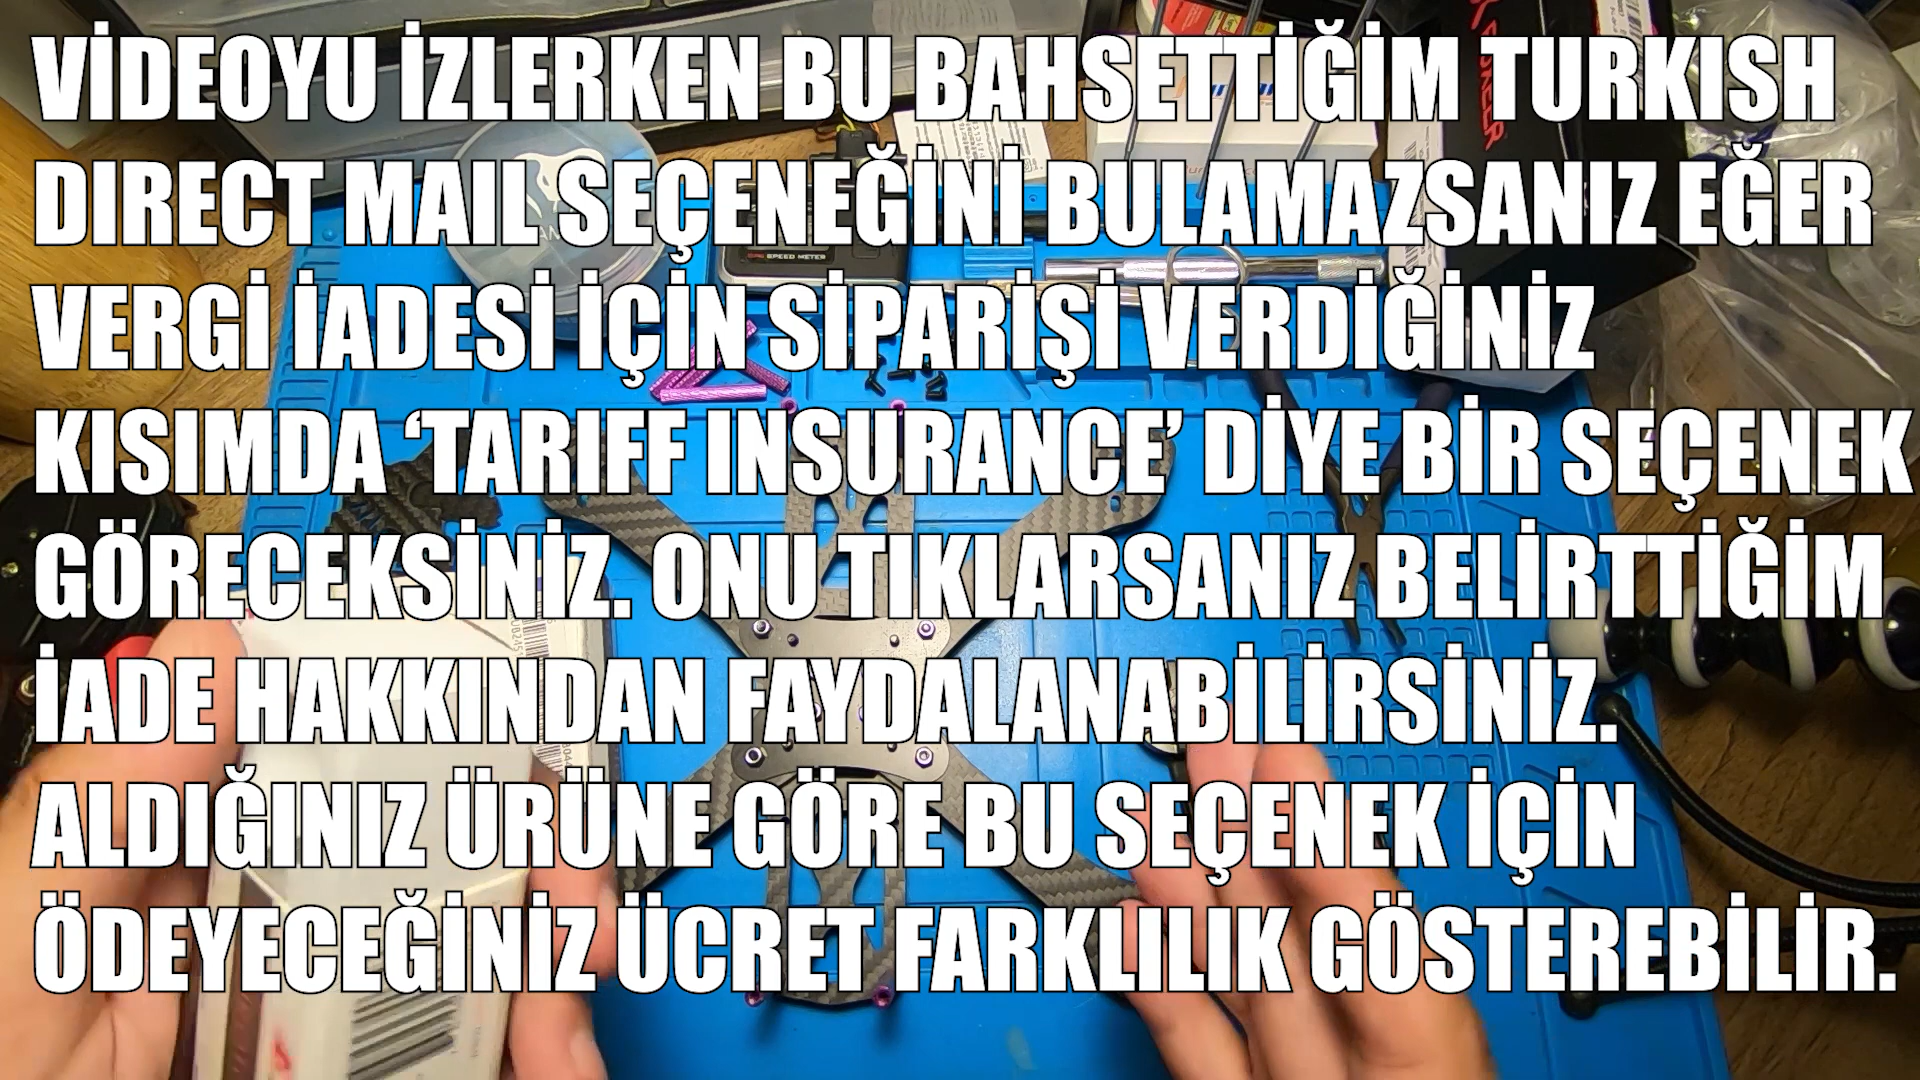 VİDEOYU İZLERKEN BU BAHSETTİĞİM TURKISH
DIRECT MAIL SEÇENEĞİNİ BULAMAZSANIZ EĞER
VERGİ İADESİ İÇİN SİPARİŞİ VERDİĞİNİZ
KISIMDA ‘TARIFF INSURANCE’ DİYE BİR SEÇENEK
GÖRECEKSİNİZ. ONU TIKLARSANIZ BELİRTTİĞİM
İADE HAKKINDAN FAYDALANABİLİRSİNİZ.
ALDIĞINIZ ÜRÜNE GÖRE BU SEÇENEK İÇİN
ÖDEYECEĞİNİZ ÜCRET FARKLILIK GÖSTEREBİLİR.
SPEED METER